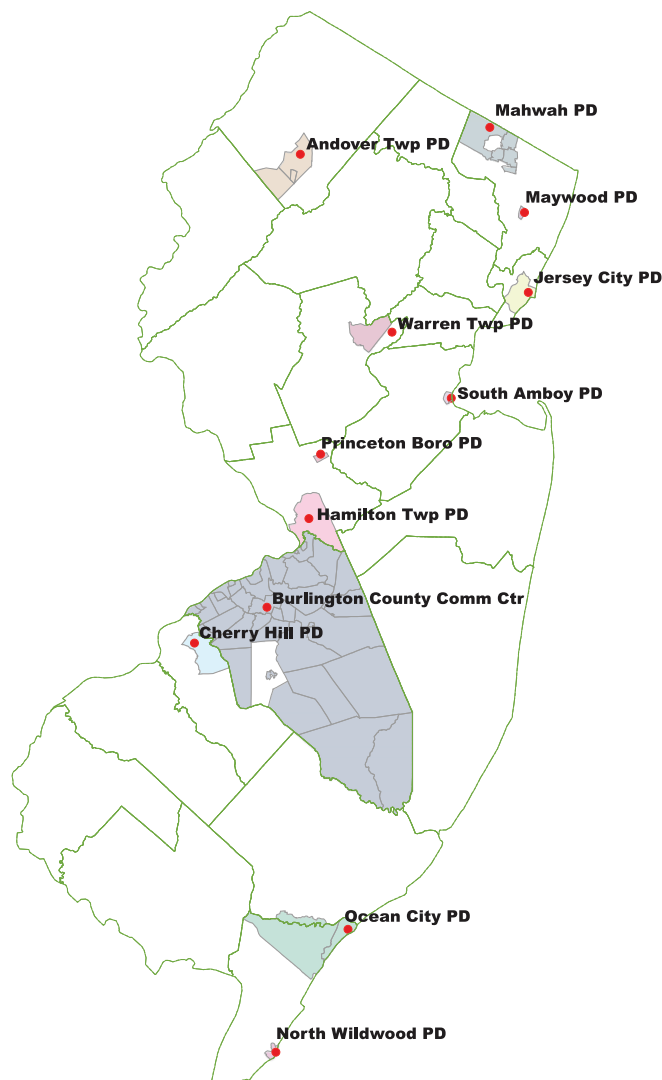 Mahwah PD
Andover Twp PD
Maywood PD
Jersey City PD
Warren Twp PD
South Amboy PD
Princeton Boro PD
Hamilton Twp PD
Burlington County Comm Ctr
Cherry Hill PD
Ocean City PD
North Wildwood PD